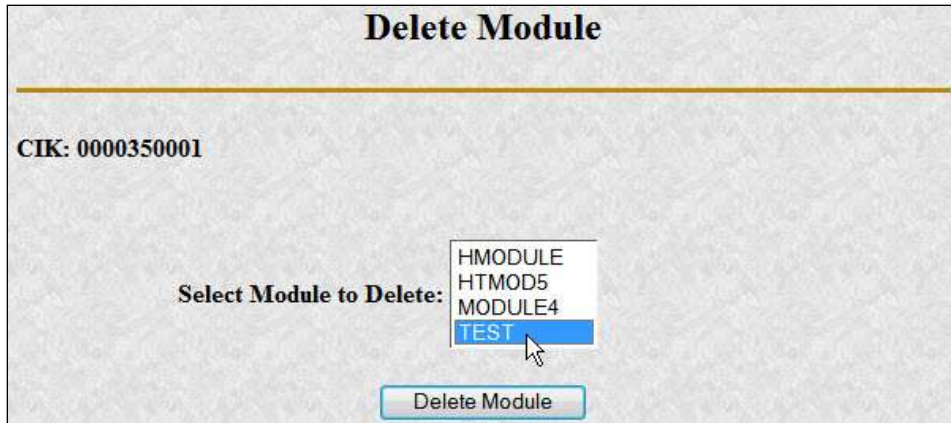 Delete Module
CIK: 0000350001
Select Module to Delete:
HMODULE
HTMOD5
MODULE4
TEST
Delete Module